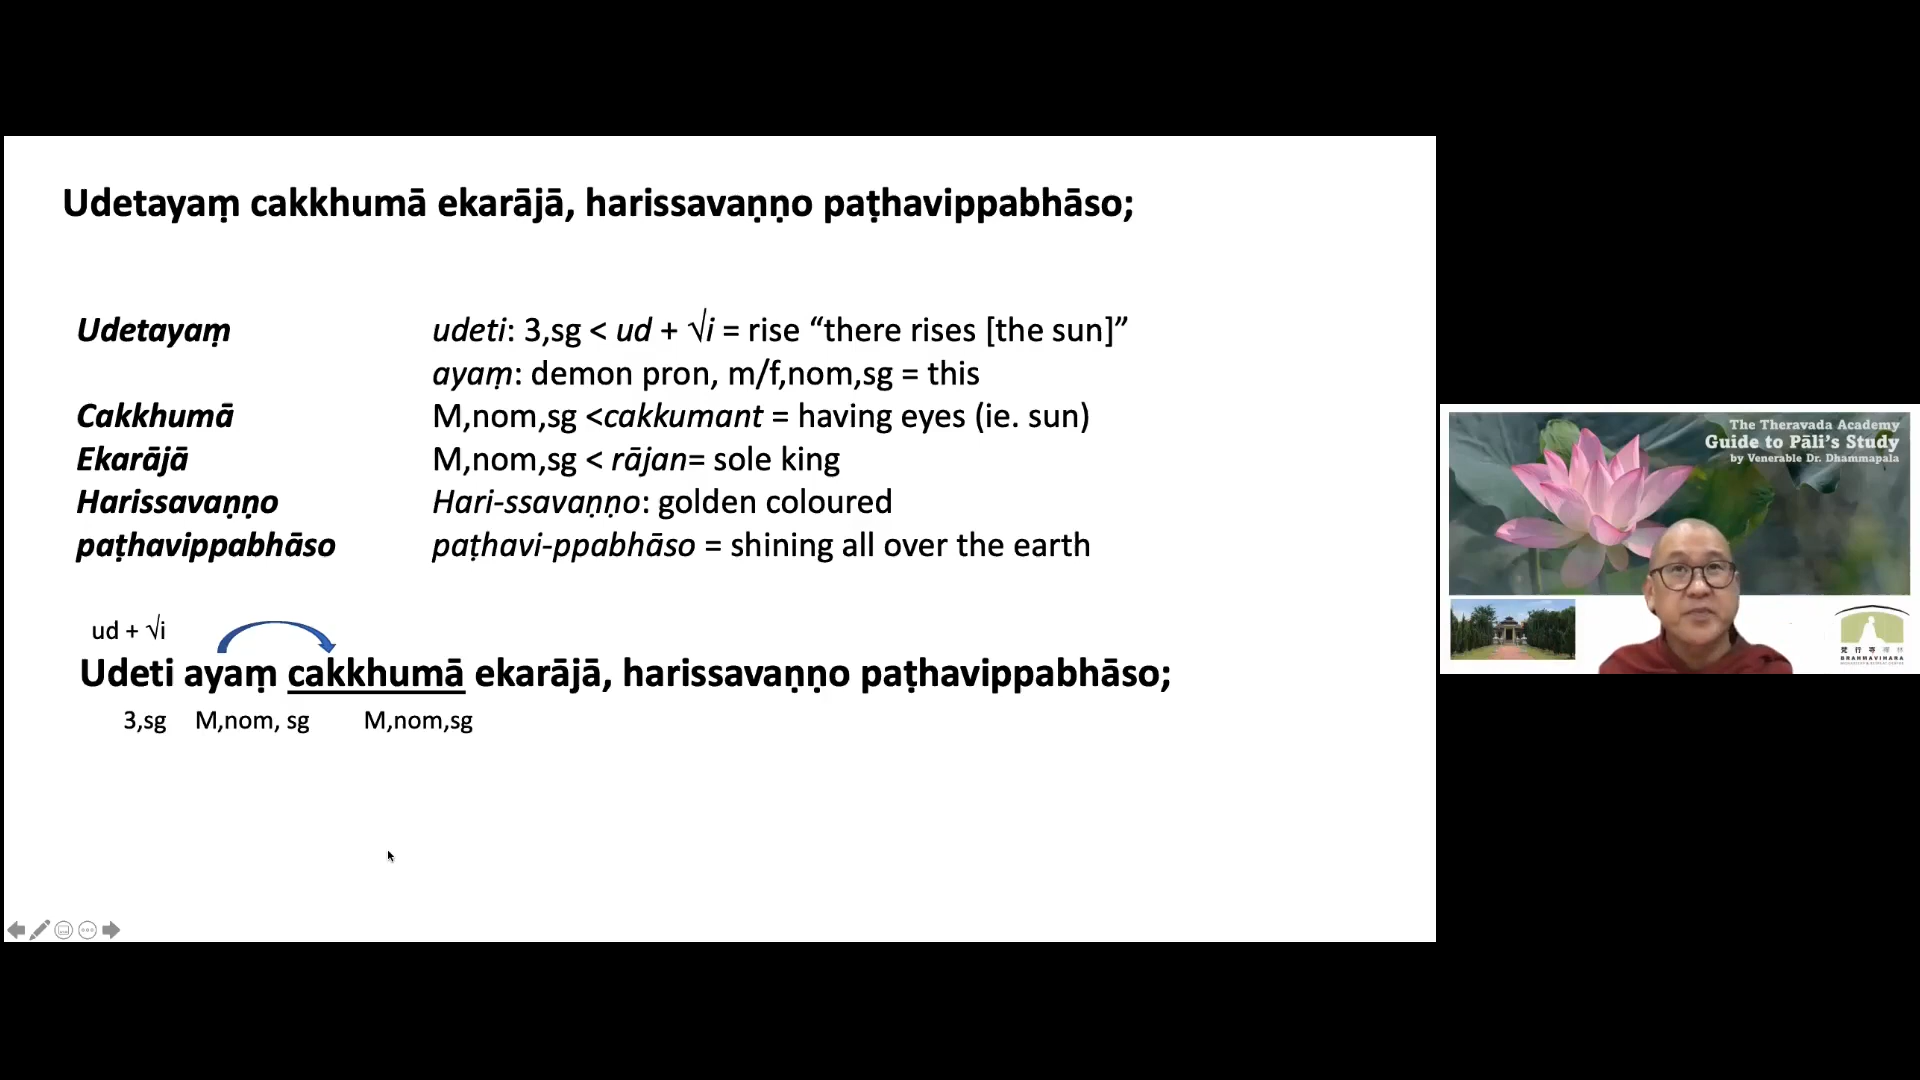 Udetayaṃ cakkhumā ekarājā, harissavaṇṇo paṭhavippabhāso;
Udetayaṃ udeti: 3,sg < ud + √i = rise “there rises [the sun]”
ayaṃ: demon pron, m/f,nom,sg = this
Cakkhumā M,nom,sg <cakkumant = having eyes (ie. sun)
Ekarājā M,nom,sg < rājan= sole king
Harissavaṇṇo Hari-ssavaṇṇo: golden coloured
paṭhavippabhāso paṭhavi-ppabhāso = shining all over the earth
ud + √i
Udeti ayaṃ cakkhumā ekarājā, harissavaṇṇo paṭhavippabhāso;
3,sg M,nom, sg M,nom,sg
The Theravada Academy
Guide to Pāli's Study
by Venerable Dr. Dhammapala
BRAHMAVIHARA